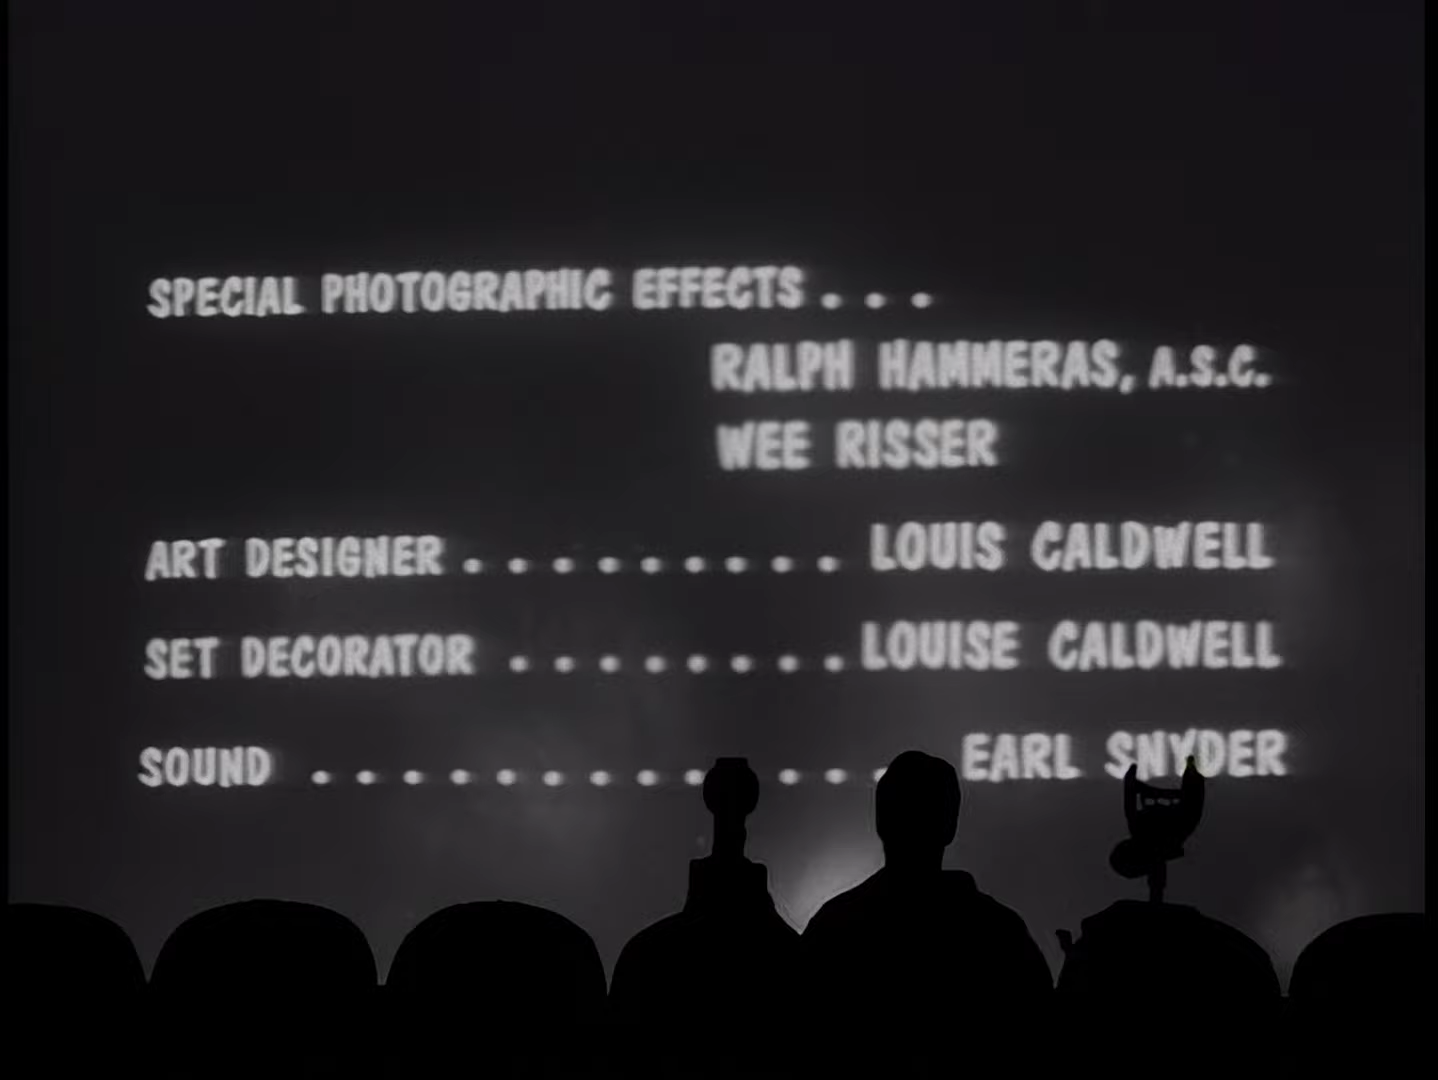 SPECIAL PHOTOGRAPHIC EFFECTS . . .
RALPH HAMMERAS, A.S.C.
WEE RISSER
ART DESIGNER . . . . . . . . . LOUIS CALDWELL
SET DECORATOR . . . . . . . . LOUISE CALDWELL
SOUND . . . . . . . . . . . . . EARL SNYDER